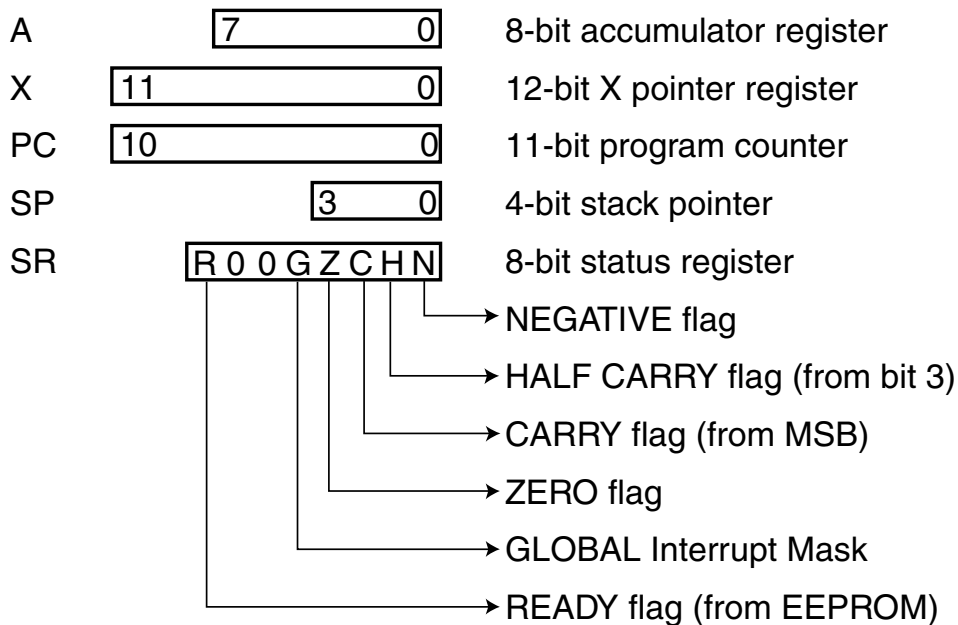 A 7 0 8-bit accumulator register
X 11 0 12-bit X pointer register
PC 10 0 11-bit program counter
SP 3 0 4-bit stack pointer
SR R 0 0 G Z C H N 8-bit status register
NEGATIVE flag
HALF CARRY flag (from bit 3)
CARRY flag (from MSB)
ZERO flag
GLOBAL Interrupt Mask
READY flag (from EEPROM)